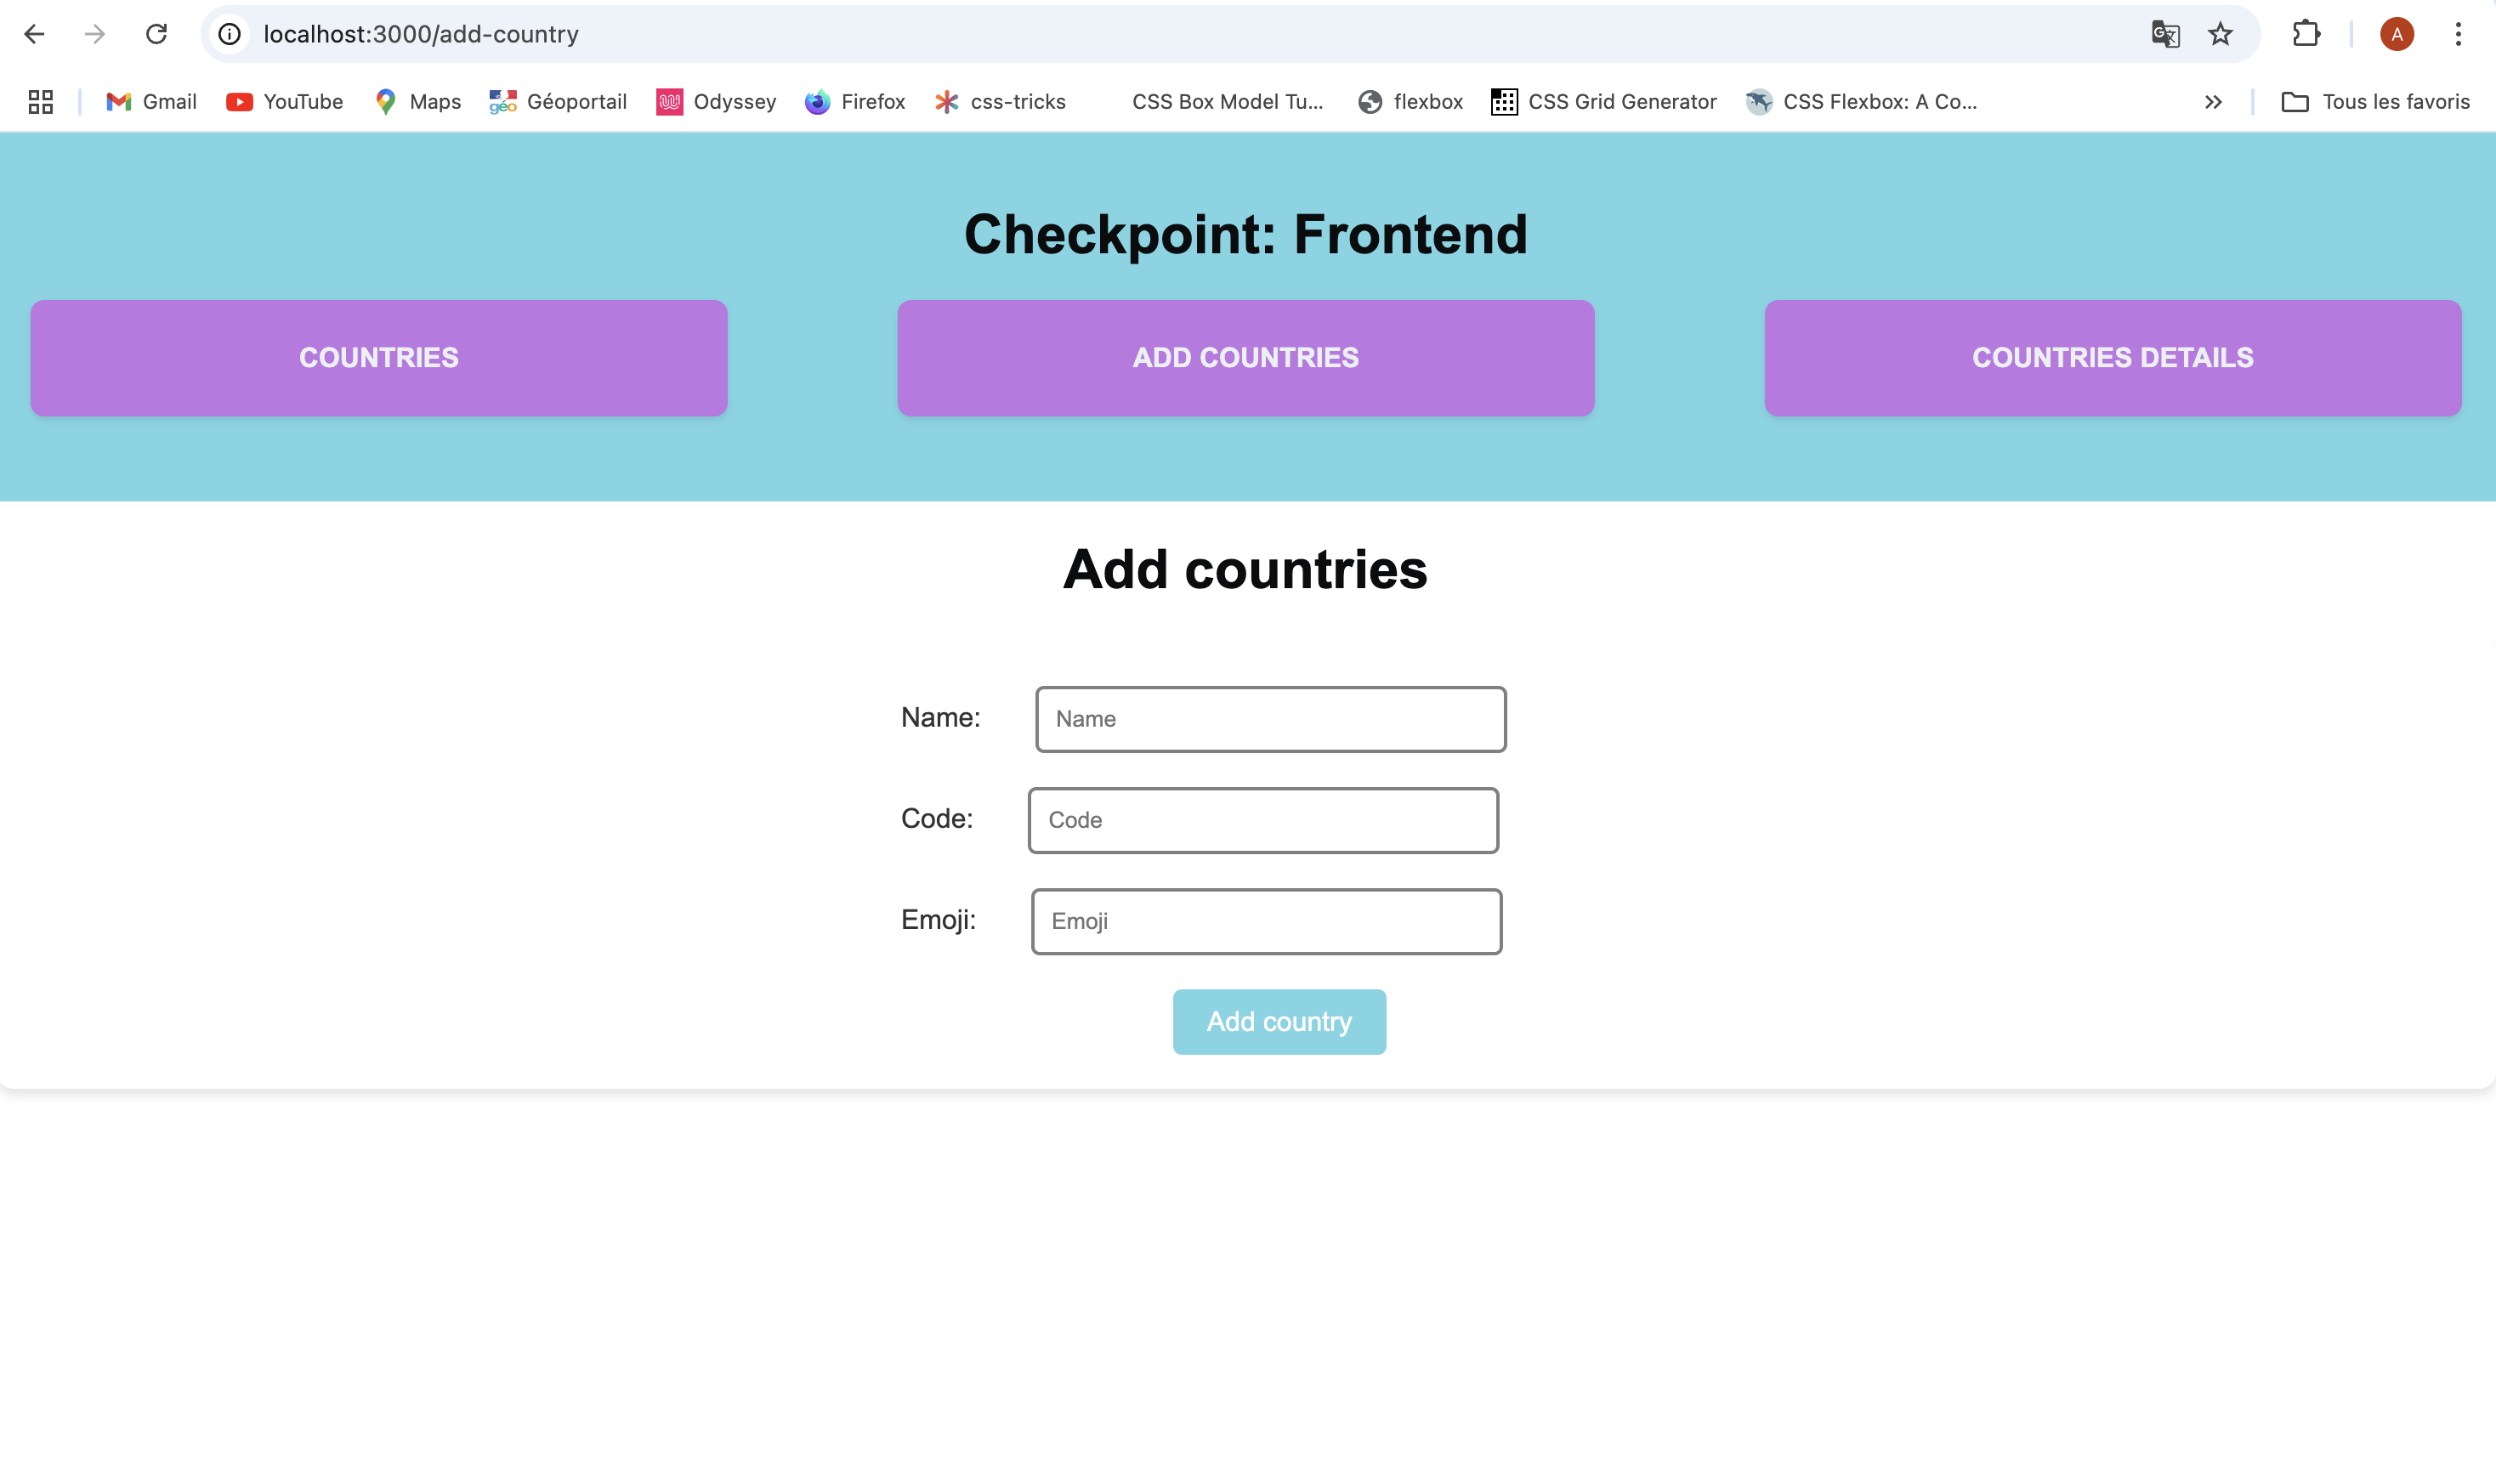 localhost:3000/add-country
A
Gmail YouTube Maps Géoportail Odyssey Firefox css-tricks CSS Box Model Tu... flexbox CSS Grid Generator CSS Flexbox: A Co... Tous les favoris
Checkpoint: Frontend
COUNTRIES ADD COUNTRIES COUNTRIES DETAILS
Add countries
Name: Name
Code: Code
Emoji: Emoji
Add country